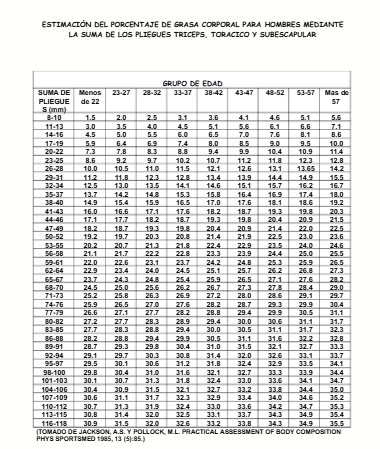 ESTIMACIÓN DEL PORCENTAJE DE GRASA CORPORAL PARA HOMBRES MEDIANTE
LA SUMA DE LOS PLIEGUES TRICEPS, TORACICO Y SUBESCAPULAR
GRUPO DE EDAD
SUMA DE PLIEGUE S (mm) Menos de 22 23-27 28-32 33-37 38-42 43-47 48-52 53-57 Mas de 57
8-10 1.5 2.0 2.5 3.1 3.6 4.1 4.6 5.1 5.6
11-13 3.0 3.5 4.0 4.5 5.1 5.6 6.1 6.6 7.1
14-16 4.5 5.0 5.5 6.0 6.5 7.0 7.6 8.1 8.6
17-19 5.9 6.4 6.9 7.4 8.0 8.5 9.0 9.5 10.0
20-22 7.3 7.8 8.3 8.8 9.4 9.9 10.4 10.9 11.4
23-25 8.6 9.2 9.7 10.2 10.7 11.2 11.8 12.3 12.8
26-28 10.0 10.5 11.0 11.5 12.1 12.6 13.1 13.65 14.2
29-31 11.2 11.8 12.3 12.8 13.4 13.9 14.4 14.9 15.5
32-34 12.5 13.0 13.5 14.1 14.6 15.1 15.7 16.2 16.7
35-37 13.7 14.2 14.8 15.3 15.8 16.4 16.9 17.4 18.0
38-40 14.9 15.4 15.9 16.5 17.0 17.6 18.1 18.6 19.2
41-43 16.0 16.6 17.1 17.6 18.2 18.7 19.3 19.8 20.3
44-46 17.1 17.7 18.2 18.7 19.3 19.8 20.4 20.9 21.5
47-49 18.2 18.7 19.3 19.8 20.4 20.9 21.4 22.0 22.5
50-52 19.2 19.7 20.3 20.8 21.4 21.9 22.5 23.0 23.6
53-55 20.2 20.7 21.3 21.8 22.4 22.9 23.5 24.0 24.6
56-58 21.1 21.7 22.2 22.8 23.3 23.9 24.4 25.0 25.5
59-61 22.0 22.6 23.1 23.7 24.2 24.8 25.3 25.9 26.5
62-64 22.9 23.4 24.0 24.5 25.1 25.7 26.2 26.8 27.3
65-67 23.7 24.3 24.8 25.4 25.9 26.5 27.1 27.6 28.2
68-70 24.5 25.0 25.6 26.2 26.7 27.3 27.8 28.4 29.0
71-73 25.2 25.8 26.3 26.9 27.2 28.0 28.6 29.1 29.7
74-76 25.9 26.5 27.0 27.6 28.2 28.7 29.3 29.9 30.4
77-79 26.6 27.1 27.7 28.2 28.8 29.4 29.9 30.5 31.1
80-82 27.2 27.7 28.3 28.9 29.4 30.0 30.6 31.1 31.7
83-85 27.7 28.3 28.8 29.4 30.0 30.5 31.1 31.7 32.3
86-88 28.2 28.8 29.4 29.9 30.5 31.1 31.6 32.2 32.8
89-91 28.7 29.3 29.8 30.4 31.0 31.5 32.1 32.7 33.3
92-94 29.1 29.7 30.3 30.8 31.4 32.0 32.6 33.1 33.7
95-97 29.5 30.1 30.6 31.2 31.8 32.4 32.9 33.5 34.1
98-100 29.8 30.4 31.0 31.6 32.1 32.7 33.3 33.9 34.4
101-103 30.1 30.7 31.3 31.8 32.4 33.0 33.6 34.1 34.7
104-106 30.4 30.9 31.5 32.1 32.7 33.2 33.8 34.4 35.0
107-109 30.6 31.1 31.7 32.3 32.9 33.4 34.0 34.6 35.2
110-112 30.7 31.3 31.9 32.4 33.0 33.6 34.2 34.7 35.3
113-115 30.8 31.4 32.0 32.5 33.1 33.7 34.3 34.9 35.4
116-118 30.9 31.5 32.0 32.6 33.2 33.8 34.3 34.9 35.5
(TOMADO DE JACKSON, A.S. Y POLLOCK, M.L. PRACTICAL ASSESSMENT OF BODY COMPOSITION
PHYS SPORTSMED 1985, 13 (5):85.)